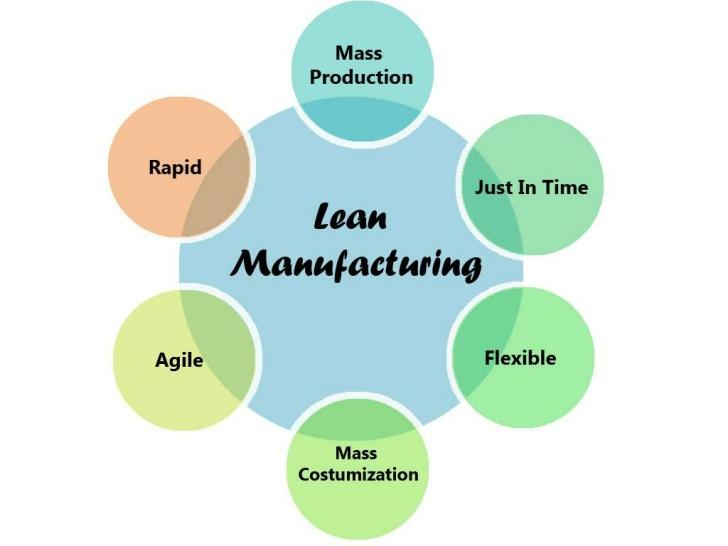 Mass
Production
Rapid
Just In Time
Lean
Manufacturing
Agile
Flexible
Mass
Costumization